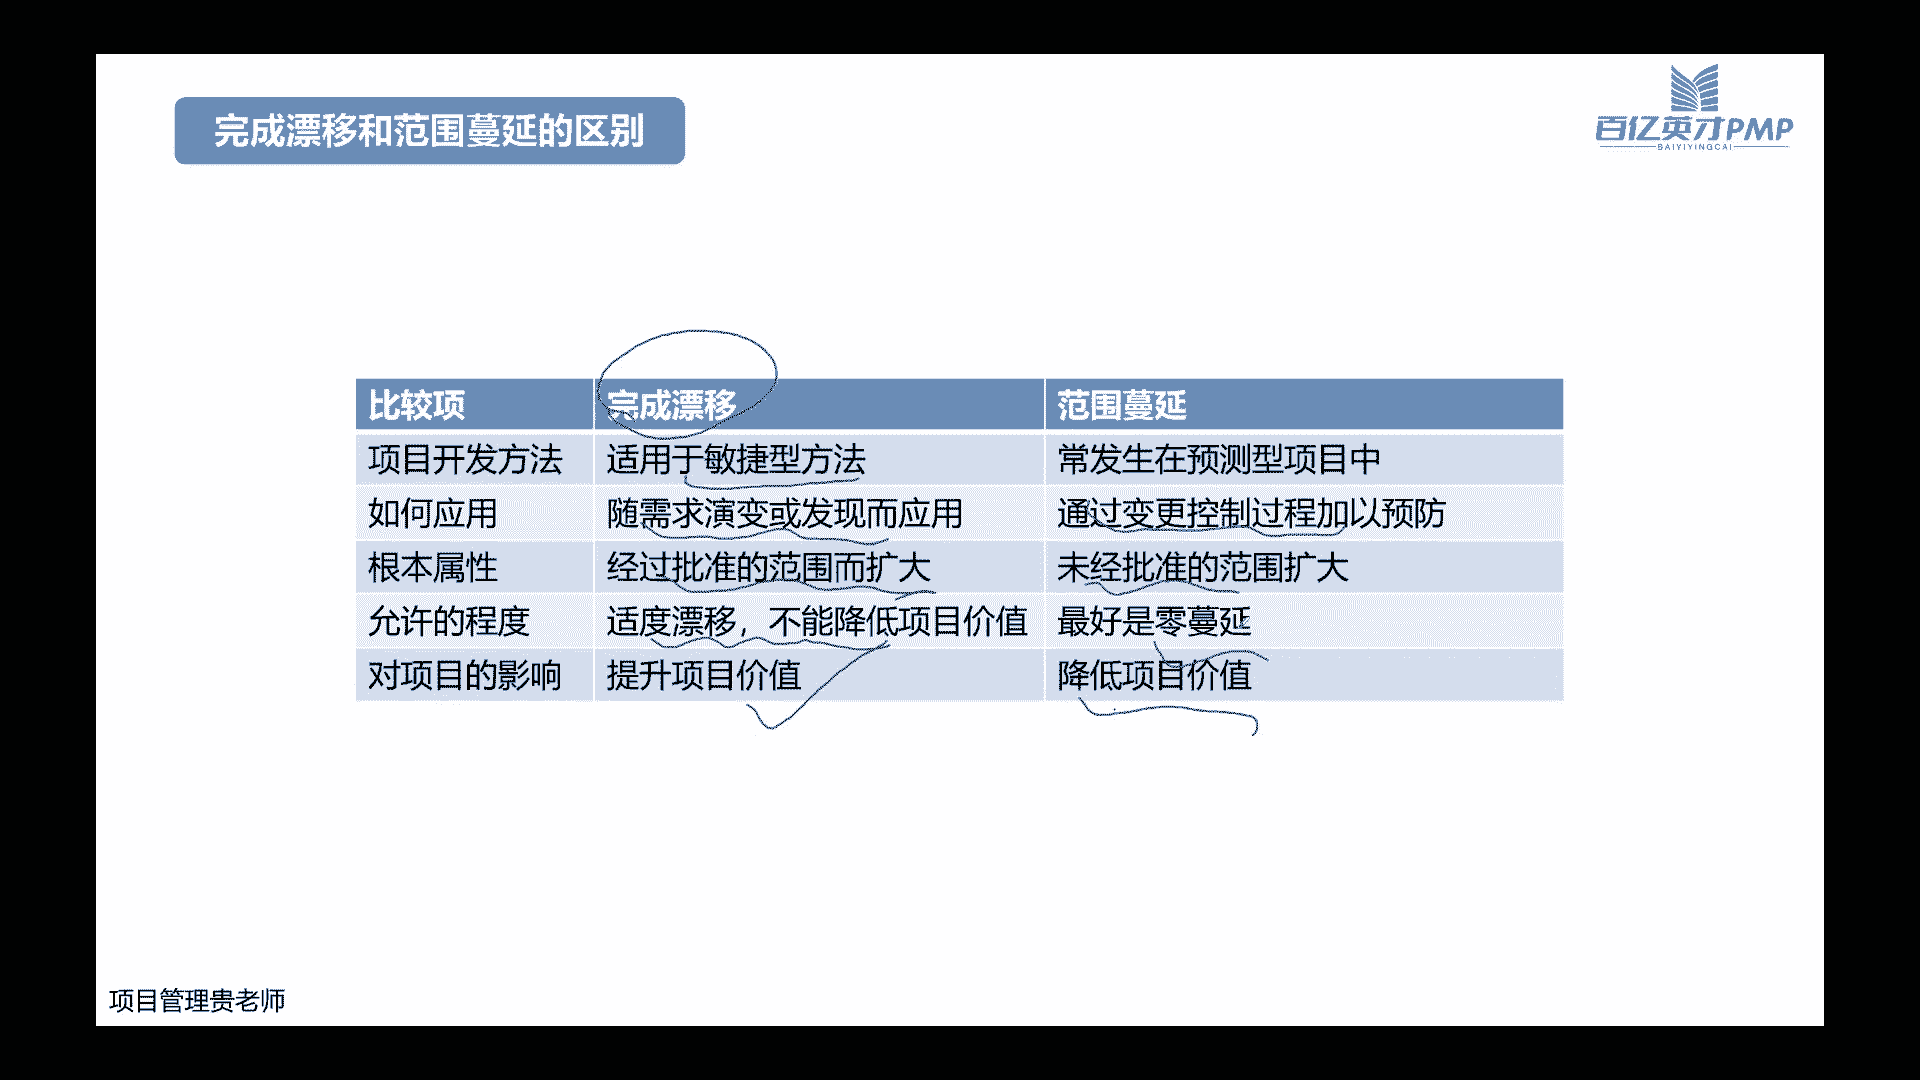 完成漂移和范围蔓延的区别
百亿英才PMP
BAIYIYINGCAI
比较项 完成漂移 范围蔓延
项目开发方法 适用于敏捷型方法 常发生在预测型项目中
如何应用 随需求演变或发现而应用 通过变更控制过程加以预防
根本属性 经过批准的范围而扩大 未经批准的范围扩大
允许的程度 适度漂移，不能降低项目价值 最好是零蔓延
对项目的影响 提升项目价值 降低项目价值
项目管理贵老师